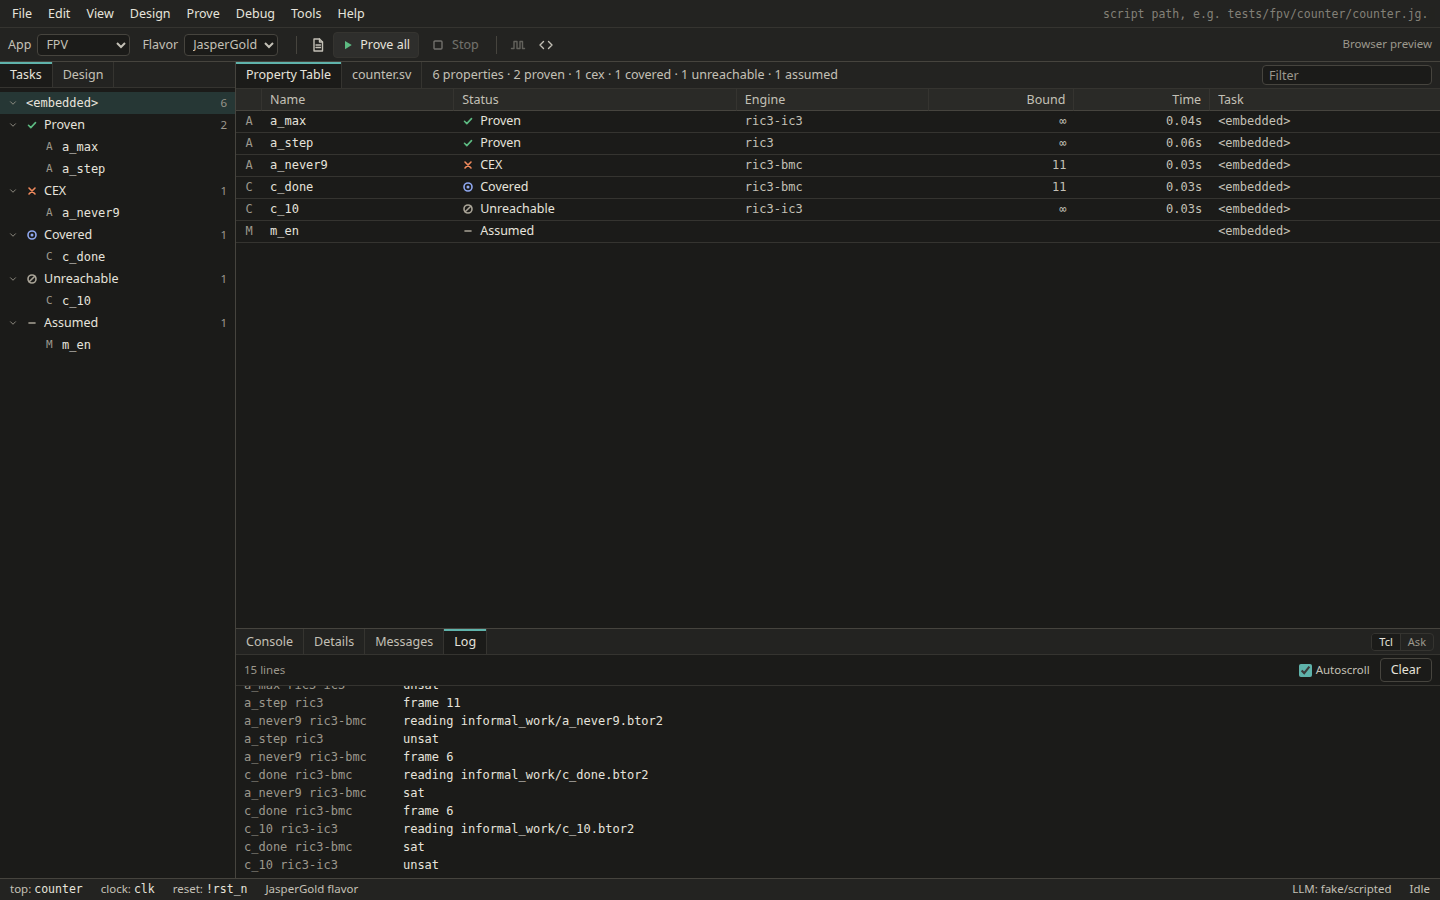 File Edit View Design Prove Debug Tools Help script path, e.g. tests/fpv/counter/counter.jg.
App FPV Flavor JasperGold Prove all Stop Browser preview
Tasks Design Property Table counter.sv 6 properties · 2 proven · 1 cex · 1 covered · 1 unreachable · 1 assumed Filter
<embedded> 6
Proven 2
A a_max
A a_step
CEX 1
A a_never9
Covered 1
C c_done
Unreachable 1
C c_10
Assumed 1
M m_en
Name Status Engine Bound Time Task
A a_max Proven ric3-ic3 ∞ 0.04s <embedded>
A a_step Proven ric3 ∞ 0.06s <embedded>
A a_never9 CEX ric3-bmc 11 0.03s <embedded>
C c_done Covered ric3-bmc 11 0.03s <embedded>
C c_10 Unreachable ric3-ic3 ∞ 0.03s <embedded>
M m_en Assumed <embedded>
Console Details Messages Log Tcl Ask
15 lines Autoscroll Clear
a_max ric3-ic3 unsat
a_step ric3 frame 11
a_never9 ric3-bmc reading informal_work/a_never9.btor2
a_step ric3 unsat
a_never9 ric3-bmc frame 6
c_done ric3-bmc reading informal_work/c_done.btor2
a_never9 ric3-bmc sat
c_done ric3-bmc frame 6
c_10 ric3-ic3 reading informal_work/c_10.btor2
c_done ric3-bmc sat
c_10 ric3-ic3 unsat
top: counter clock: clk reset: !rst_n JasperGold flavor LLM: fake/scripted Idle